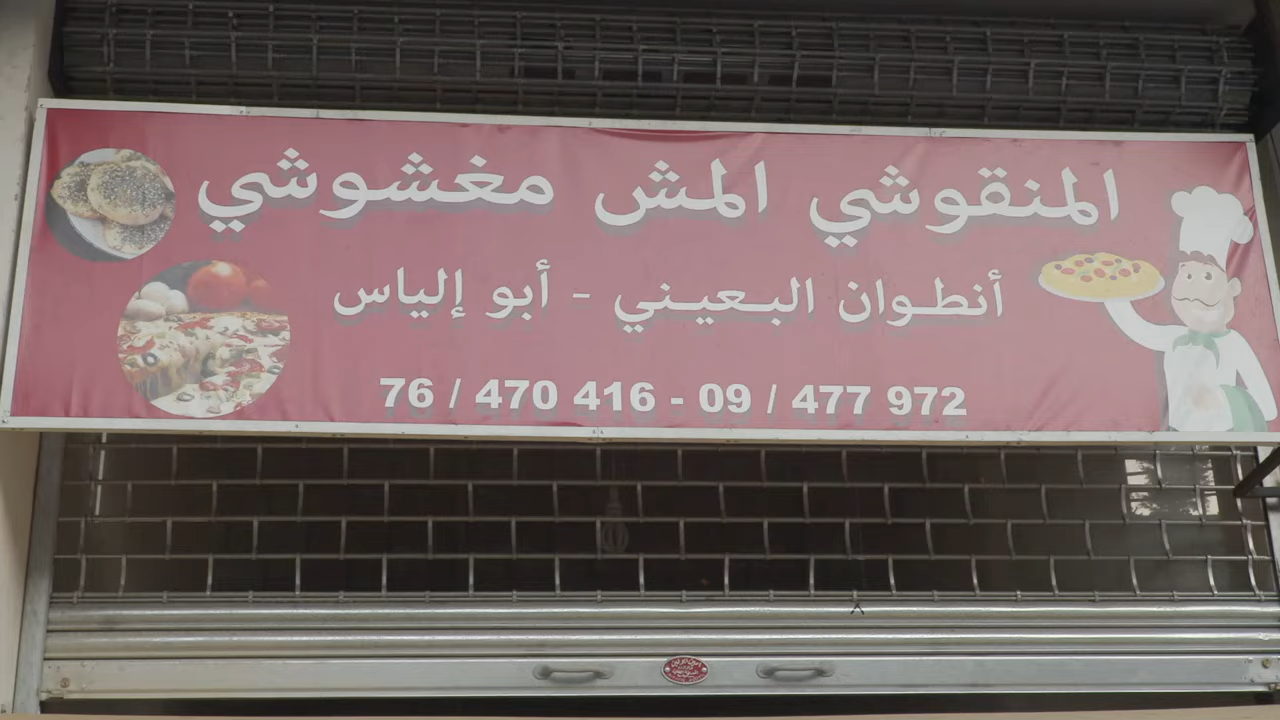 المنقوشي المش مغشوشي
أنطوان البعيني - أبو إلياس
76 / 470 416 - 09 / 477 972